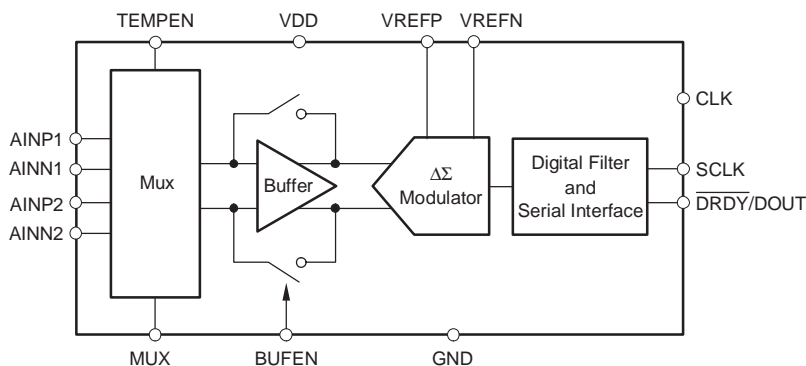 TEMPEN
VDD
VREFP
VREFN
CLK
AINP1
AINN1
AINP2
AINN2
Mux
Buffer
ΔΣ
Modulator
Digital Filter
and
Serial Interface
SCLK
DRDY/DOUT
MUX
BUFEN
GND